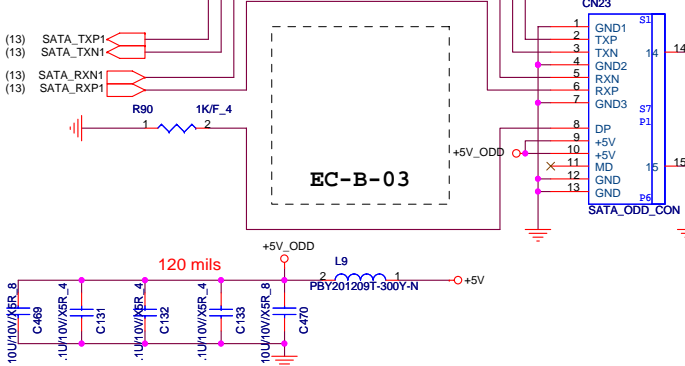 CN23
(13) SATA_TXP1
(13) SATA_TXN1
(13) SATA_RXN1
(13) SATA_RXP1
R90 1K/F_4
1 2
EC-B-03
1 GND1 S1
2 TXP
3 TXN 14 14
4 GND2
5 RXN
6 RXP
7 GND3 S7
P1
8 DP
9 +5V
+5V_ODD 10 +5V
11 MD 15 15
12 GND
13 GND P6
SATA_ODD_CON
+5V_ODD
120 mils
L9
2 1 +5V
PBY201209T-300Y-N
10U/10V/X5R_8 C469
.1U/10V/X5R_4 C131
.1U/10V/X5R_4 C132
.1U/10V/X5R_4 C133
10U/10V/X5R_8 C470